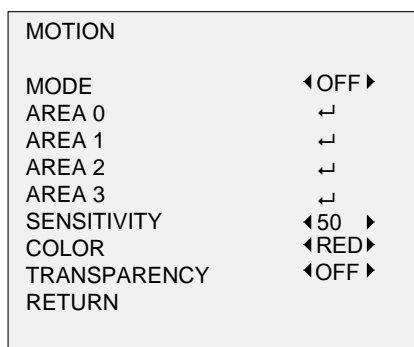 MOTION
MODE ◀OFF▶
AREA 0 ↵
AREA 1 ↵
AREA 2 ↵
AREA 3 ↵
SENSITIVITY ◀50 ▶
COLOR ◀RED▶
TRANSPARENCY ◀OFF▶
RETURN